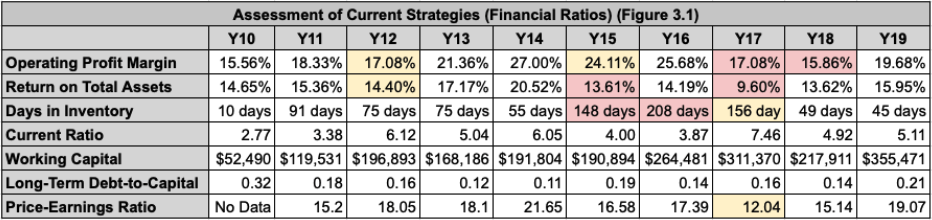 Assessment of Current Strategies (Financial Ratios) (Figure 3.1)
Y10 Y11 Y12 Y13 Y14 Y15 Y16 Y17 Y18 Y19
Operating Profit Margin 15.56% 18.33% 17.08% 21.36% 27.00% 24.11% 25.68% 17.08% 15.86% 19.68%
Return on Total Assets 14.65% 15.36% 14.40% 17.17% 20.52% 13.61% 14.19% 9.60% 13.62% 15.95%
Days in Inventory 10 days 91 days 75 days 75 days 55 days 148 days 208 days 156 day 49 days 45 days
Current Ratio 2.77 3.38 6.12 5.04 6.05 4.00 3.87 7.46 4.92 5.11
Working Capital $52,490 $119,531 $196,893 $168,186 $191,804 $190,894 $264,481 $311,370 $217,911 $355,471
Long-Term Debt-to-Capital 0.32 0.18 0.16 0.12 0.11 0.19 0.14 0.16 0.14 0.21
Price-Earnings Ratio No Data 15.2 18.05 18.1 21.65 16.58 17.39 12.04 15.14 19.07